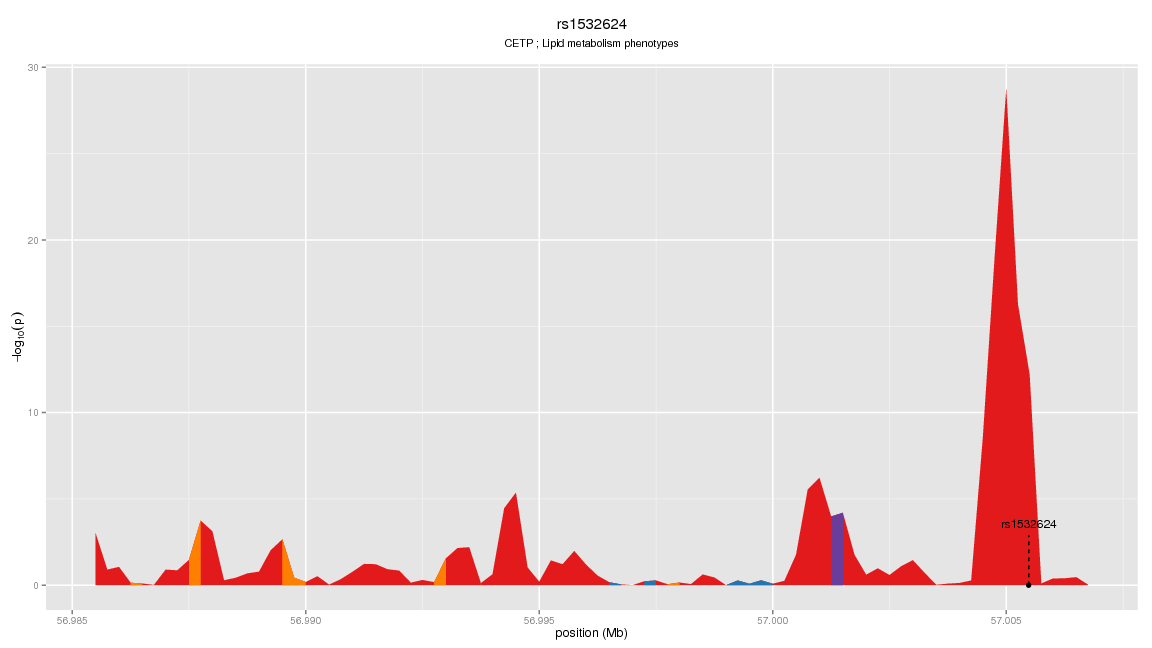 rs1532624
CETP ; Lipid metabolism phenotypes
30
20
10
0
−log10(p)
rs1532624
56.985 56.990 56.995 57.000 57.005
position (Mb)